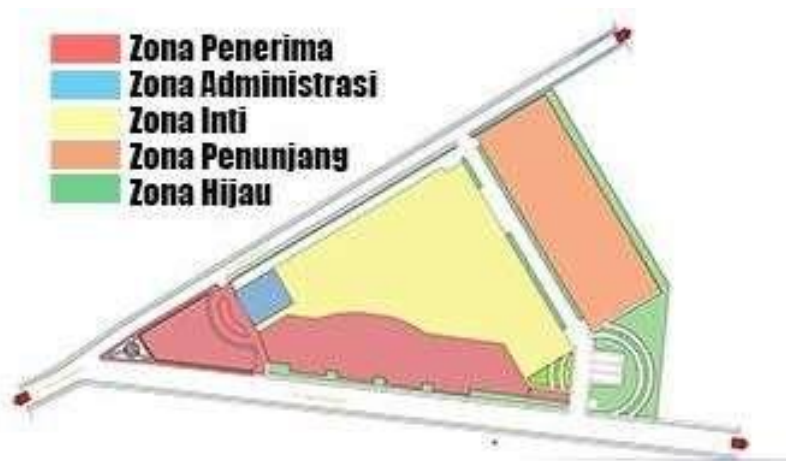 Zona Penerima
Zona Administrasi
Zona Inti
Zona Penunjang
Zona Hijau